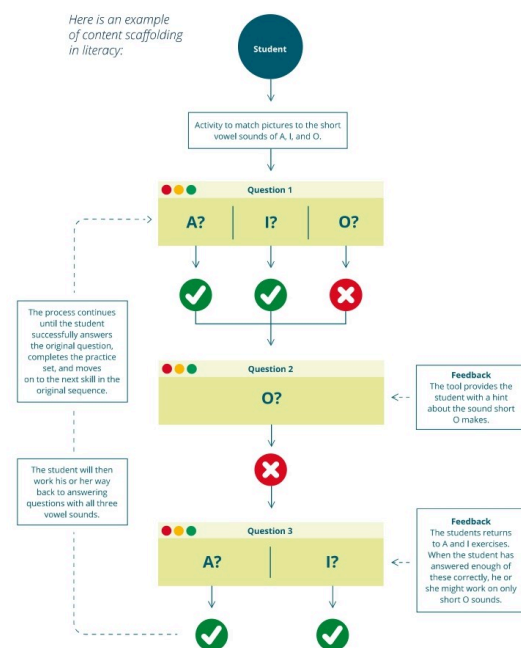 Here is an example
of content scaffolding
in literacy:
Student
Activity to match pictures to the short
vowel sounds of A, I, and O.
Question 1
A?
I?
O?
The process continues
until the student
successfully answers
the original question,
completes the practice
set, and moves
on to the next skill in the
original sequence.
Question 2
O?
Feedback
The tool provides the
student with a hint
about the sound short
O makes.
The student will then
work his or her way
back to answering
questions with all three
vowel sounds.
Question 3
A?
I?
Feedback
The students returns
to A and I exercises.
When the student has
answered enough of
these correctly, he or
she might work on only
short O sounds.